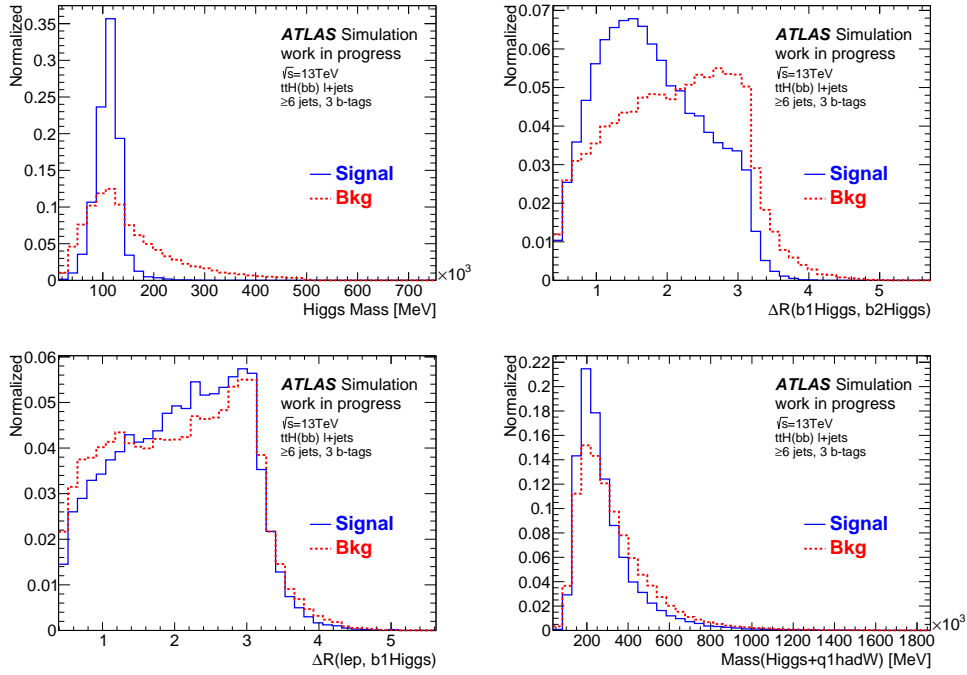 Normalized
0.35
0.3
0.25
0.2
0.15
0.1
0.05
0
ATLAS Simulation
work in progress
√s=13TeV
ttH(bb) l+jets
≥6 jets, 3 b-tags
Signal
Bkg
100 200 300 400 500 600 700
×10³
Higgs Mass [MeV]
Normalized
0.07
0.06
0.05
0.04
0.03
0.02
0.01
0
ATLAS Simulation
work in progress
√s=13TeV
ttH(bb) l+jets
≥6 jets, 3 b-tags
Signal
Bkg
1 2 3 4 5
ΔR(b1Higgs, b2Higgs)
Normalized
0.06
0.05
0.04
0.03
0.02
0.01
0
ATLAS Simulation
work in progress
√s=13TeV
ttH(bb) l+jets
≥6 jets, 3 b-tags
Signal
Bkg
1 2 3 4 5
ΔR(lep, b1Higgs)
Normalized
0.22
0.2
0.18
0.16
0.14
0.12
0.1
0.08
0.06
0.04
0.02
0
ATLAS Simulation
work in progress
√s=13TeV
ttH(bb) l+jets
≥6 jets, 3 b-tags
Signal
Bkg
200 400 600 800 1000 1200 1400 1600 1800
×10³
Mass(Higgs+q1hadW) [MeV]